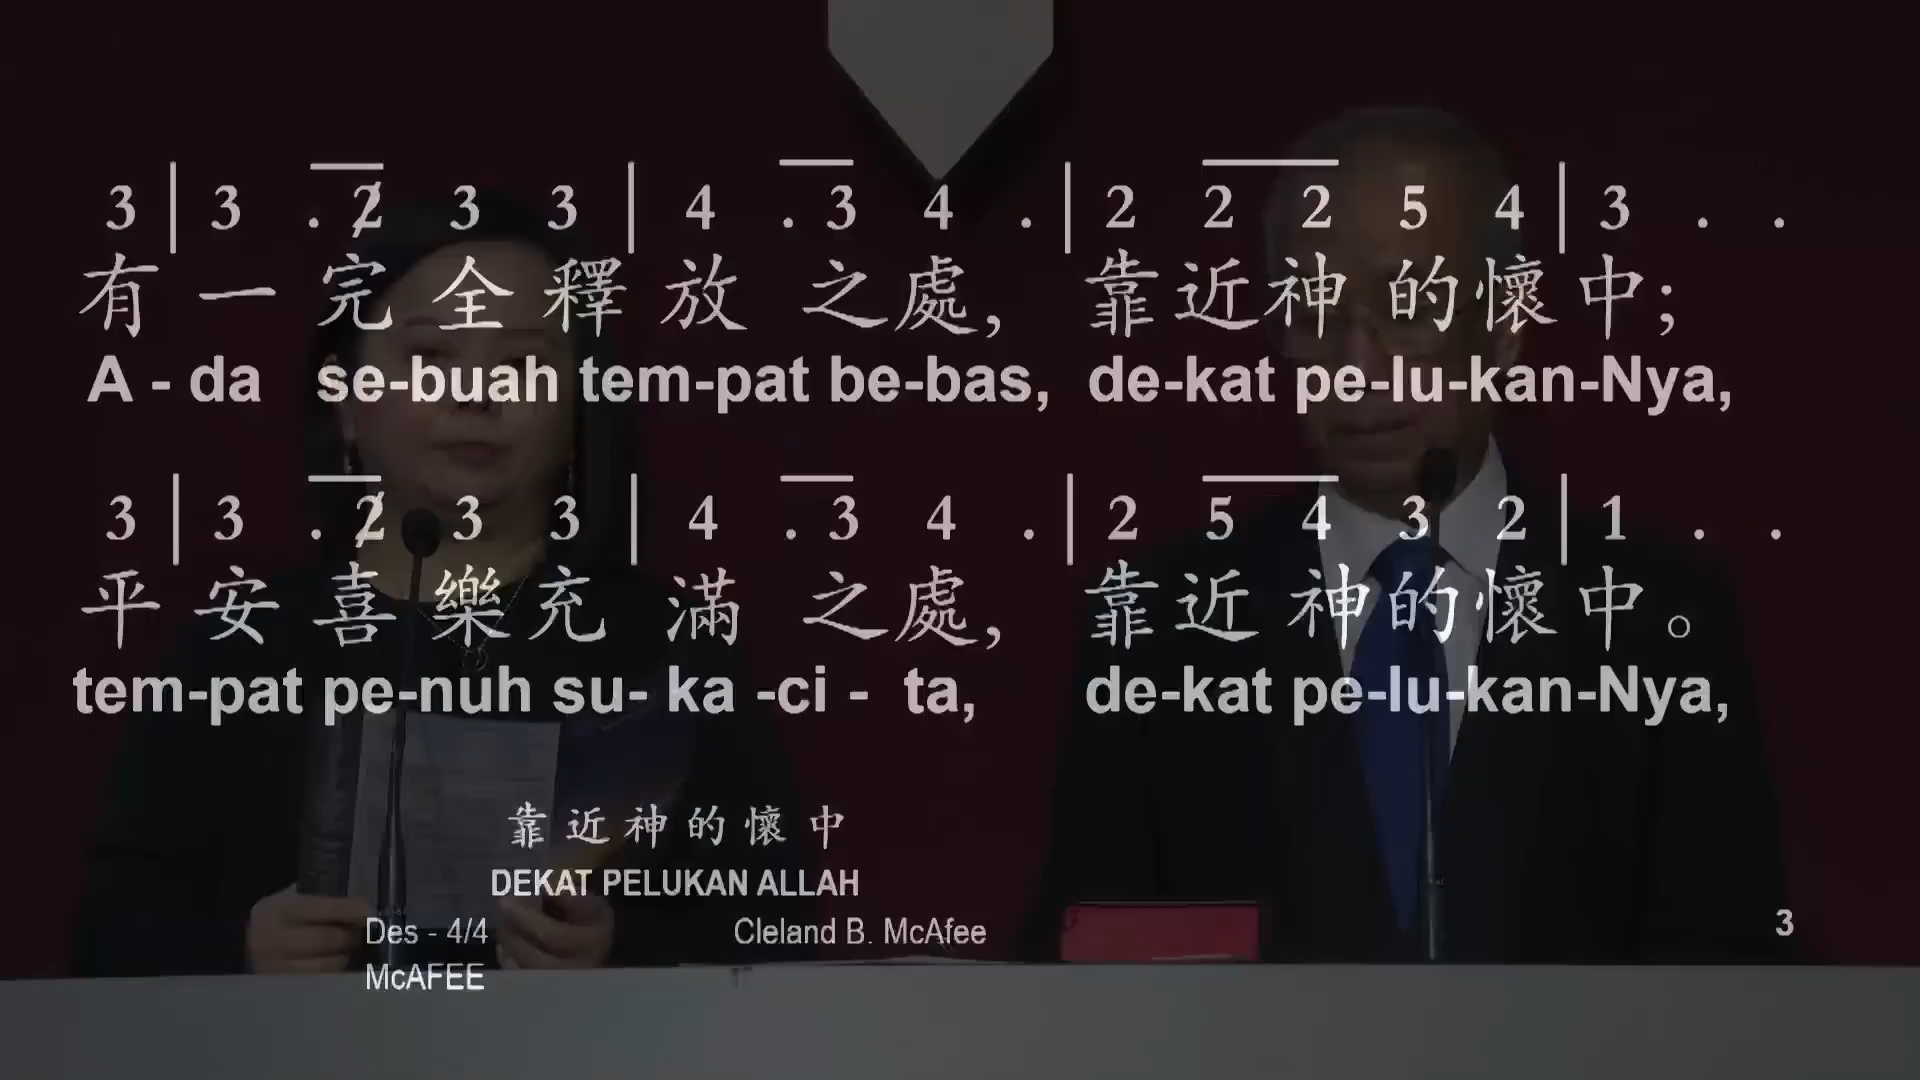 3 | 3 . 2̸ 3 3 | 4 . 3 4 . | 2 2 2 5 4 | 3 . .
有一完全釋放之處, 靠近神的懷中;
A - da se-buah tem-pat be-bas, de-kat pe-lu-kan-Nya,
3 | 3 . 2̸ 3 3 | 4 . 3 4 . | 2 5 4 3 2 | 1 . .
平安喜樂充滿之處, 靠近神的懷中。
tem-pat pe-nuh su- ka -ci - ta, de-kat pe-lu-kan-Nya,
靠近神的懷中
DEKAT PELUKAN ALLAH
Des - 4/4 Cleland B. McAfee
3
McAFEE